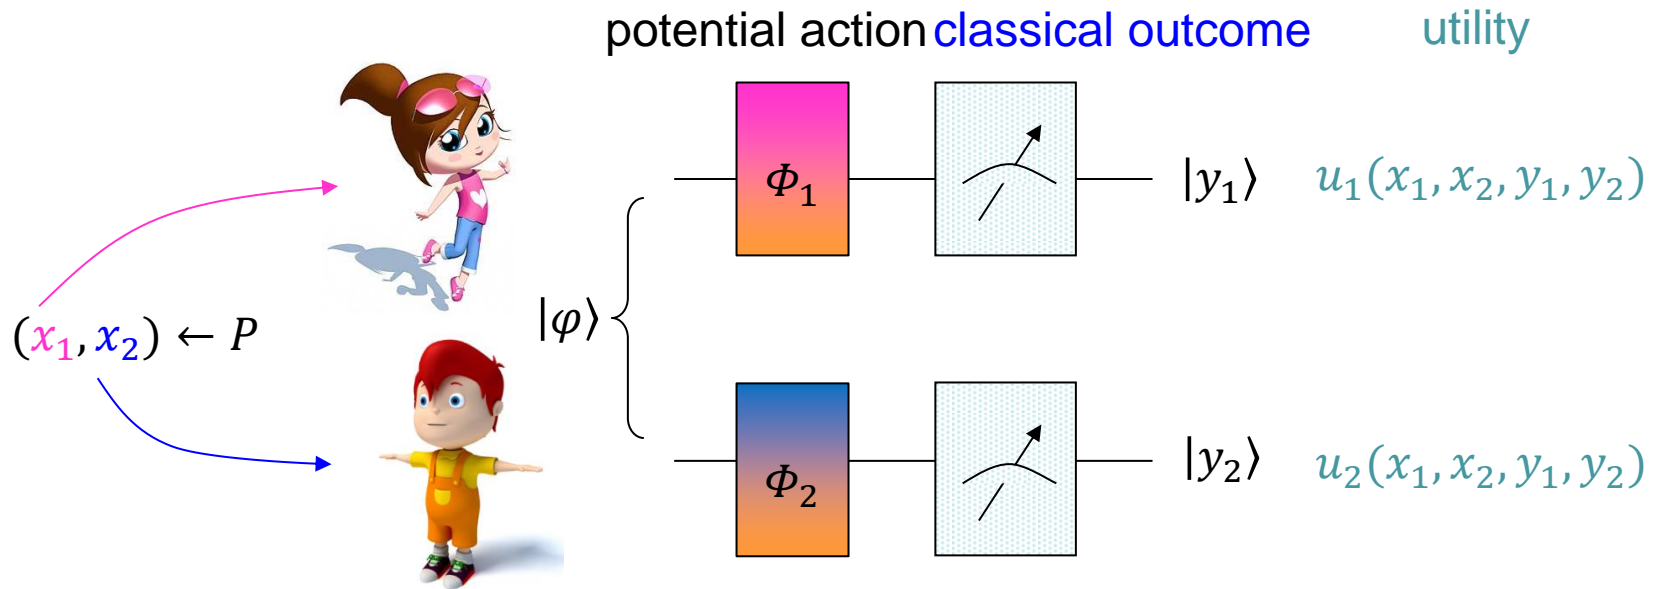 potential action classical outcome utility
Φ₁ |y₁⟩ u₁(x₁, x₂, y₁, y₂)
(x₁, x₂) ← P |φ⟩
Φ₂ |y₂⟩ u₂(x₁, x₂, y₁, y₂)